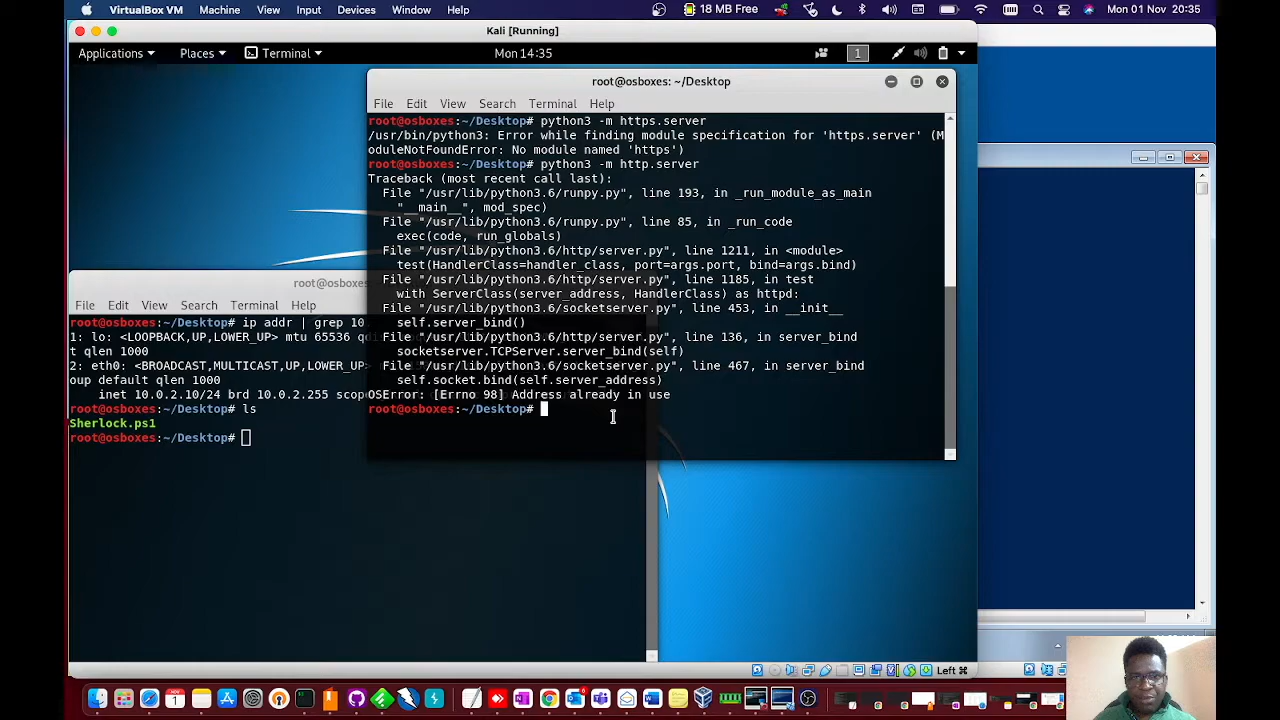 VirtualBox VM Machine View Input Devices Window Help
18 MB Free
Mon 01 Nov 20:35
Kali [Running]
Applications Places Terminal
Mon 14:35
1
root@osboxes: ~/Desktop
File Edit View Search Terminal Help
root@osboxes:~/Desktop# python3 -m https.server
/usr/bin/python3: Error while finding module specification for 'https.server' (M
oduleNotFoundError: No module named 'https')
root@osboxes:~/Desktop# python3 -m http.server
Traceback (most recent call last):
File "/usr/lib/python3.6/runpy.py", line 193, in _run_module_as_main
"__main__", mod_spec)
File "/usr/lib/python3.6/runpy.py", line 85, in _run_code
exec(code, run_globals)
File "/usr/lib/python3.6/http/server.py", line 1211, in <module>
test(HandlerClass=handler_class, port=args.port, bind=args.bind)
File "/usr/lib/python3.6/http/server.py", line 1185, in test
with ServerClass(server_address, HandlerClass) as httpd:
File "/usr/lib/python3.6/socketserver.py", line 453, in __init__
self.server_bind()
File "/usr/lib/python3.6/http/server.py", line 136, in server_bind
socketserver.TCPServer.server_bind(self)
File "/usr/lib/python3.6/socketserver.py", line 467, in server_bind
self.socket.bind(self.server_address)
OSError: [Errno 98] Address already in use
root@osboxes:~/Desktop#
root@osboxes
File Edit View Search Terminal Help
root@osboxes:~/Desktop# ip addr | grep 10.
1: lo: <LOOPBACK,UP,LOWER_UP> mtu 65536 qdis
t qlen 1000
2: eth0: <BROADCAST,MULTICAST,UP,LOWER_UP>
oup default qlen 1000
inet 10.0.2.10/24 brd 10.0.2.255 scop
root@osboxes:~/Desktop# ls
Sherlock.ps1
root@osboxes:~/Desktop#
Left ⌘